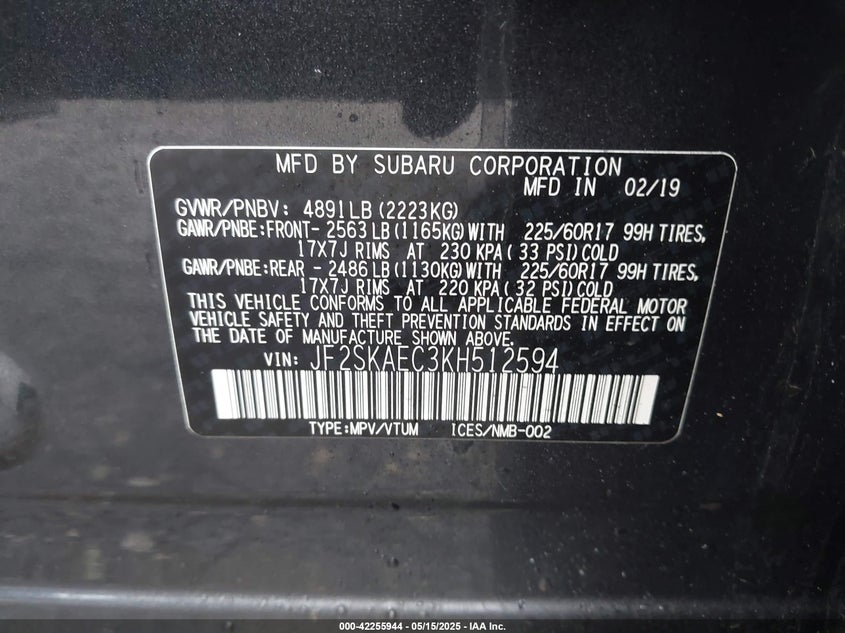 MFD BY SUBARU CORPORATION
MFD IN 02/19
GVWR/PNBV: 4891LB(2223KG)
GAWR/PNBE:FRONT- 2563LB(1165KG)WITH 225/60R17 99H TIRES,
17X7J RIMS AT 230 KPA( 33 PSI)COLD
GAWR/PNBE:REAR - 2486LB(1130KG)WITH 225/60R17 99H TIRES,
17X7J RIMS AT 220 KPA( 32 PSI)COLD
THIS VEHICLE CONFORMS TO ALL APPLICABLE FEDERAL MOTOR
VEHICLE SAFETY AND THEFT PREVENTION STANDARDS IN EFFECT ON
THE DATE OF MANUFACTURE SHOWN ABOVE.
VIN: JF2SKAEC3KH512594
TYPE:MPV/VTUM ICES/NMB-002
000-42255944 - 05/15/2025 - IAA Inc.